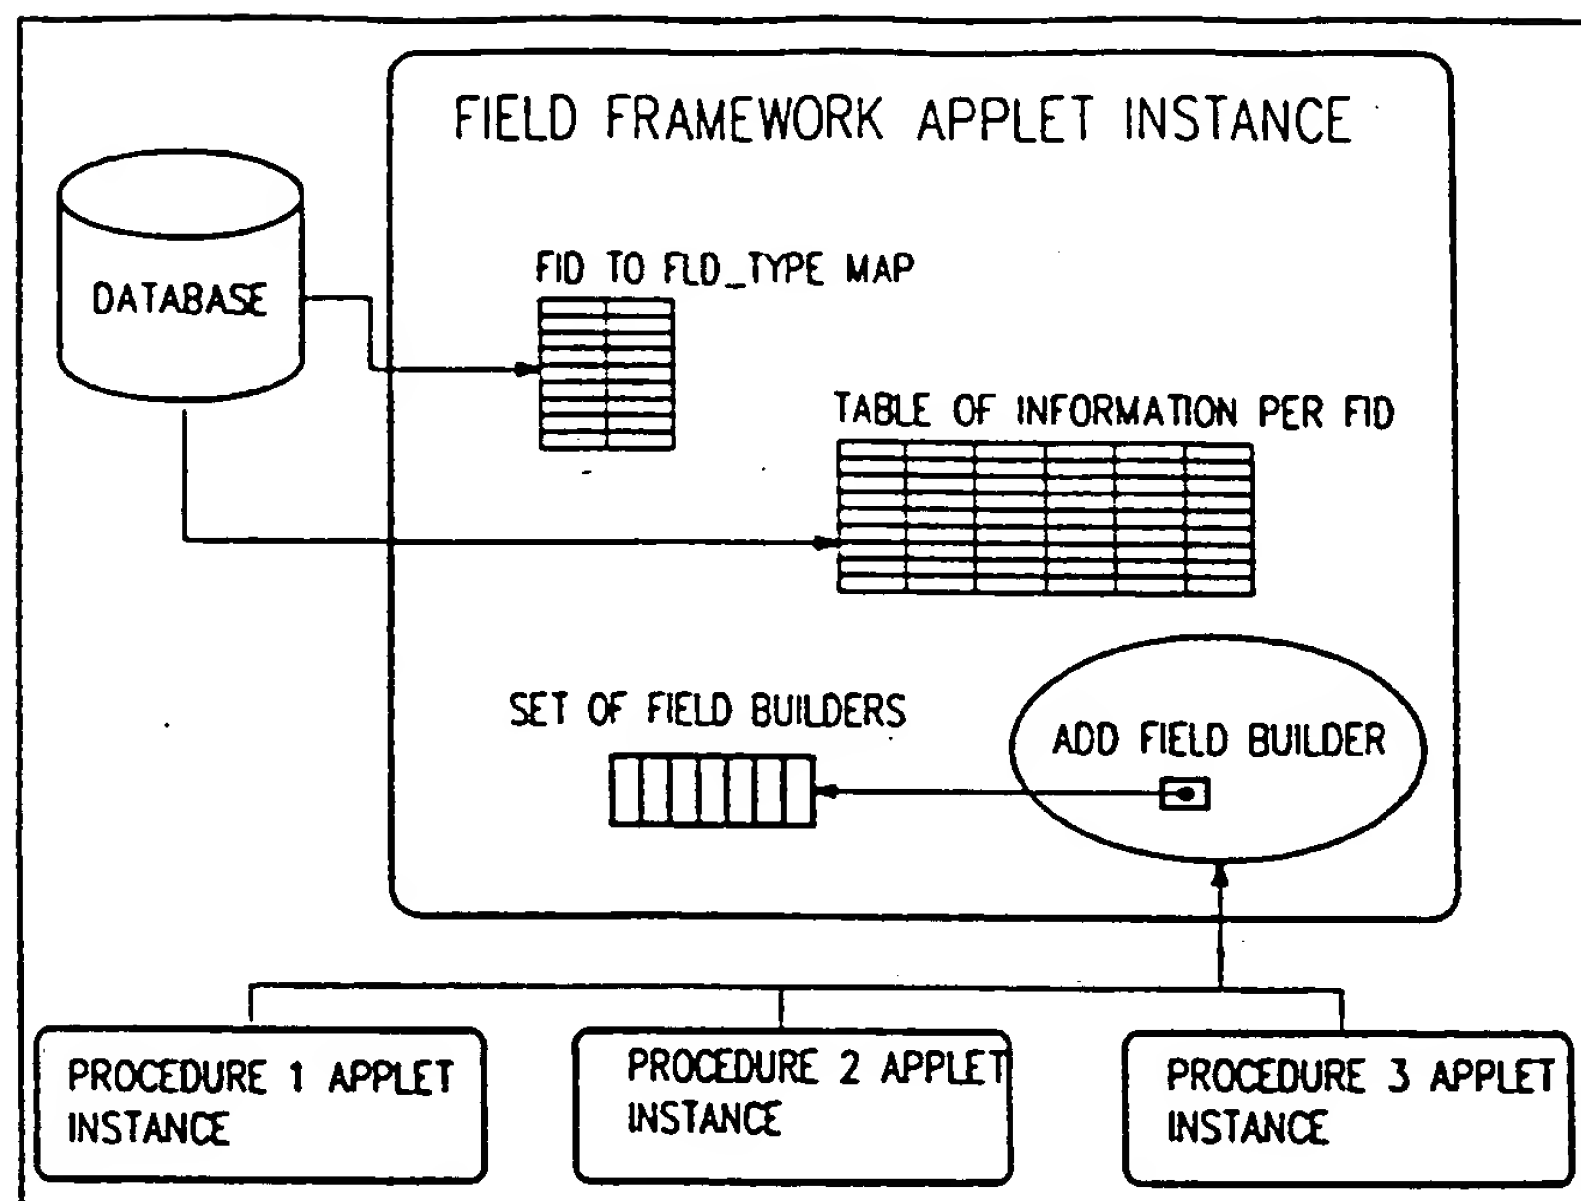 FIELD FRAMEWORK APPLET INSTANCE
DATABASE
FID TO FLD_TYPE MAP
TABLE OF INFORMATION PER FID
SET OF FIELD BUILDERS
ADD FIELD BUILDER
PROCEDURE 1 APPLET
INSTANCE
PROCEDURE 2 APPLET
INSTANCE
PROCEDURE 3 APPLET
INSTANCE